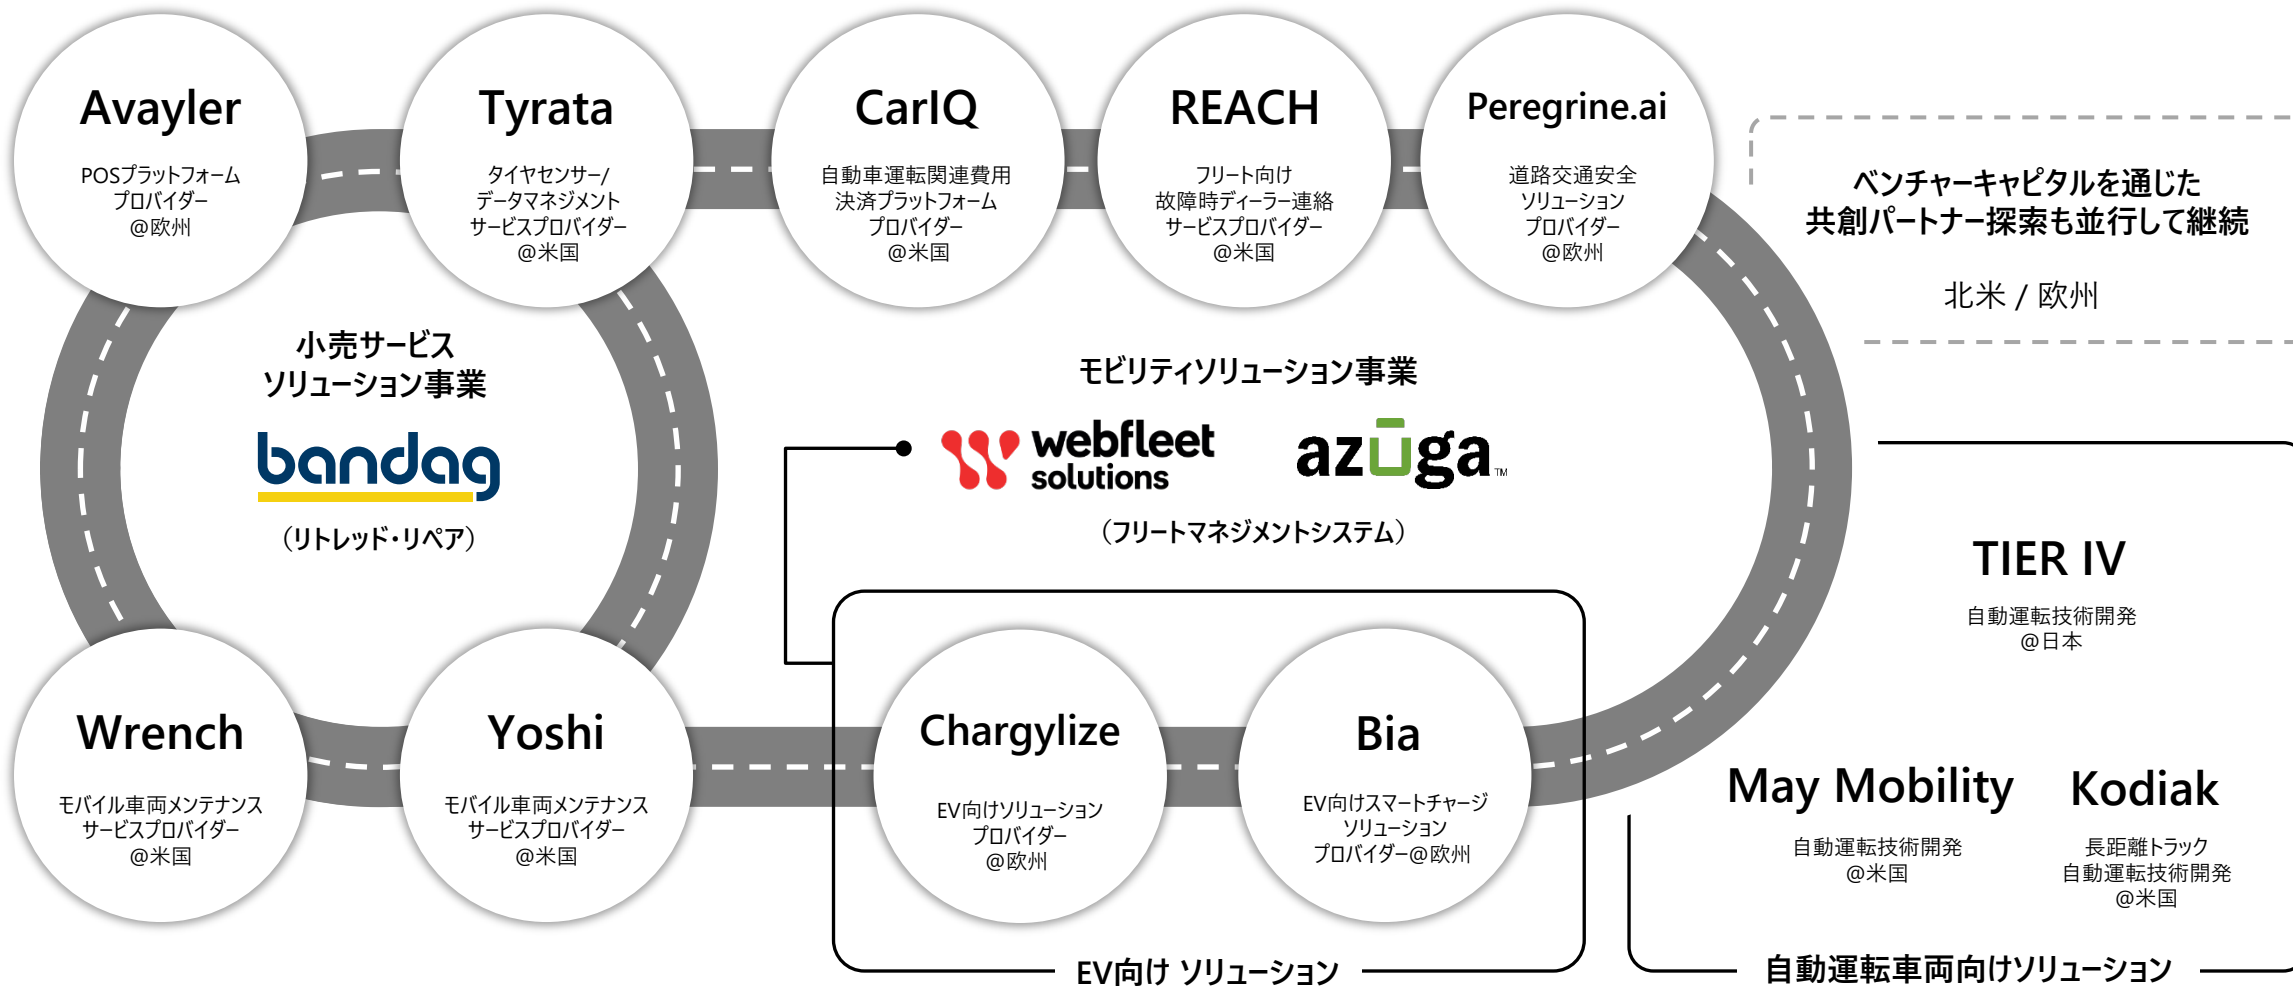 Avayler
POSプラットフォーム
プロバイダー
@欧州
Tyrata
タイヤセンサー/
データマネジメント
サービスプロバイダー
@米国
CarIQ
自動車運転関連費用
決済プラットフォーム
プロバイダー
@米国
REACH
フリート向け
故障時ディーラー連絡
サービスプロバイダー
@米国
Peregrine.ai
道路交通安全
ソリューション
プロバイダー
@欧州
ベンチャーキャピタルを通じた
共創パートナー探索も並行して継続
北米 / 欧州
小売サービス
ソリューション事業
bandag
（リトレッド・リペア）
モビリティソリューション事業
webfleet
solutions
azūga™
（フリートマネジメントシステム）
TIER IV
自動運転技術開発
@日本
May Mobility
自動運転技術開発
@米国
Kodiak
長距離トラック
自動運転技術開発
@米国
自動運転車両向けソリューション
Wrench
モバイル車両メンテナンス
サービスプロバイダー
@米国
Yoshi
モバイル車両メンテナンス
サービスプロバイダー
@米国
Chargylize
EV向けソリューション
プロバイダー
@欧州
Bia
EV向けスマートチャージ
ソリューション
プロバイダー@欧州
EV向け ソリューション